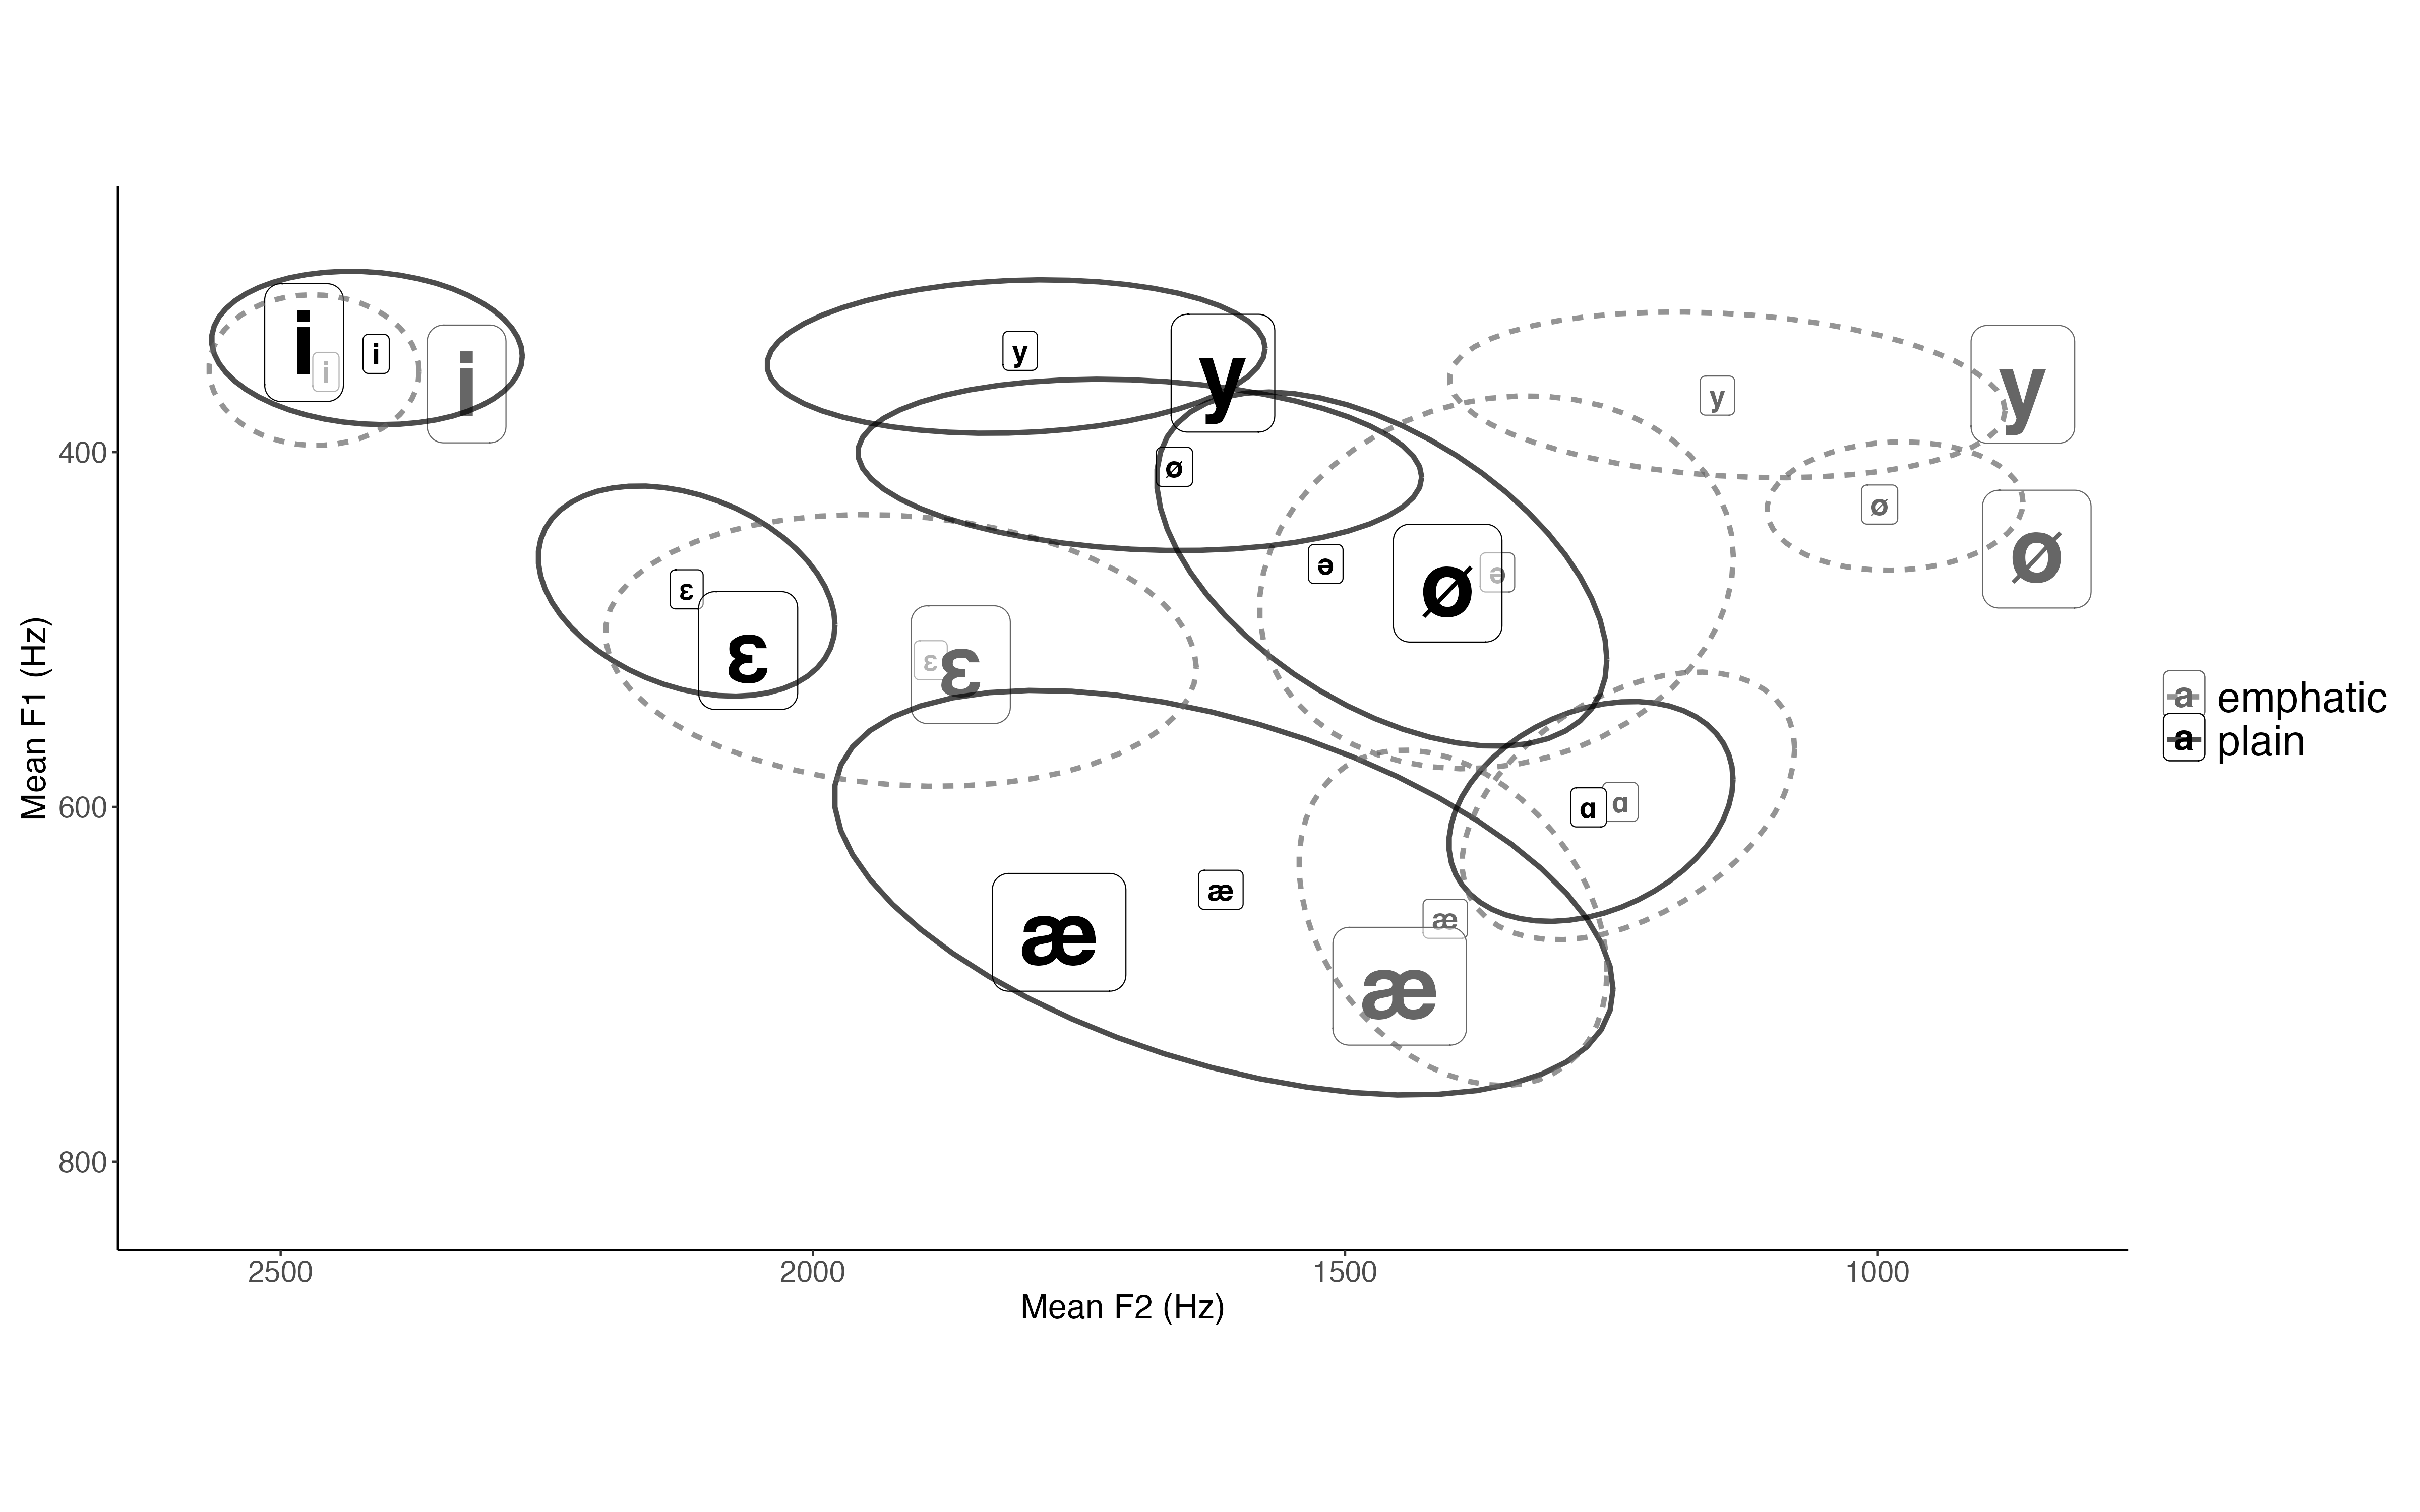 i i y y y y
i i
400
ø ø
ə ø ə ø
ɛ
ɛ ɛ ɛ
emphatic
a
plain
a
600
ɑ ɑ
æ
æ æ
æ
800
2500 2000 1500 1000
Mean F2 (Hz)
Mean F1 (Hz)